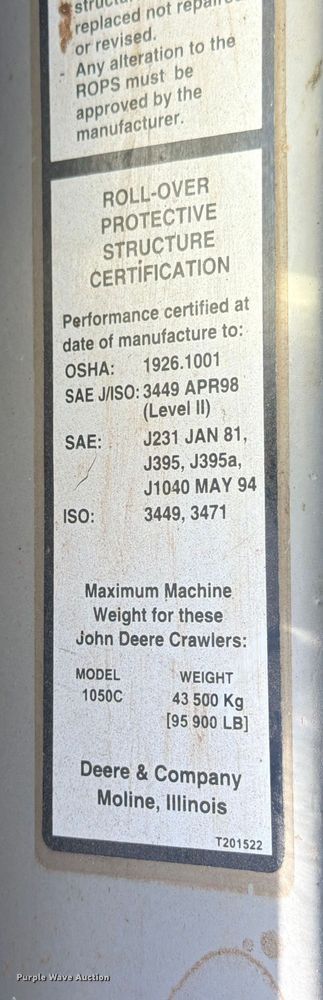 replaced not
or revised.
Any alteration to the
ROPS must be
approved by the
manufacturer.
ROLL-OVER
PROTECTIVE
STRUCTURE
CERTIFICATION
Performance certified at
date of manufacture to:
OSHA: 1926.1001
SAE J/ISO: 3449 APR98
(Level II)
SAE: J231 JAN 81,
J395, J395a,
J1040 MAY 94
ISO: 3449, 3471
Maximum Machine
Weight for these
John Deere Crawlers:
MODEL WEIGHT
1050C 43 500 Kg
[95 900 LB]
Deere & Company
Moline, Illinois
T201522
Purple Wave Auction